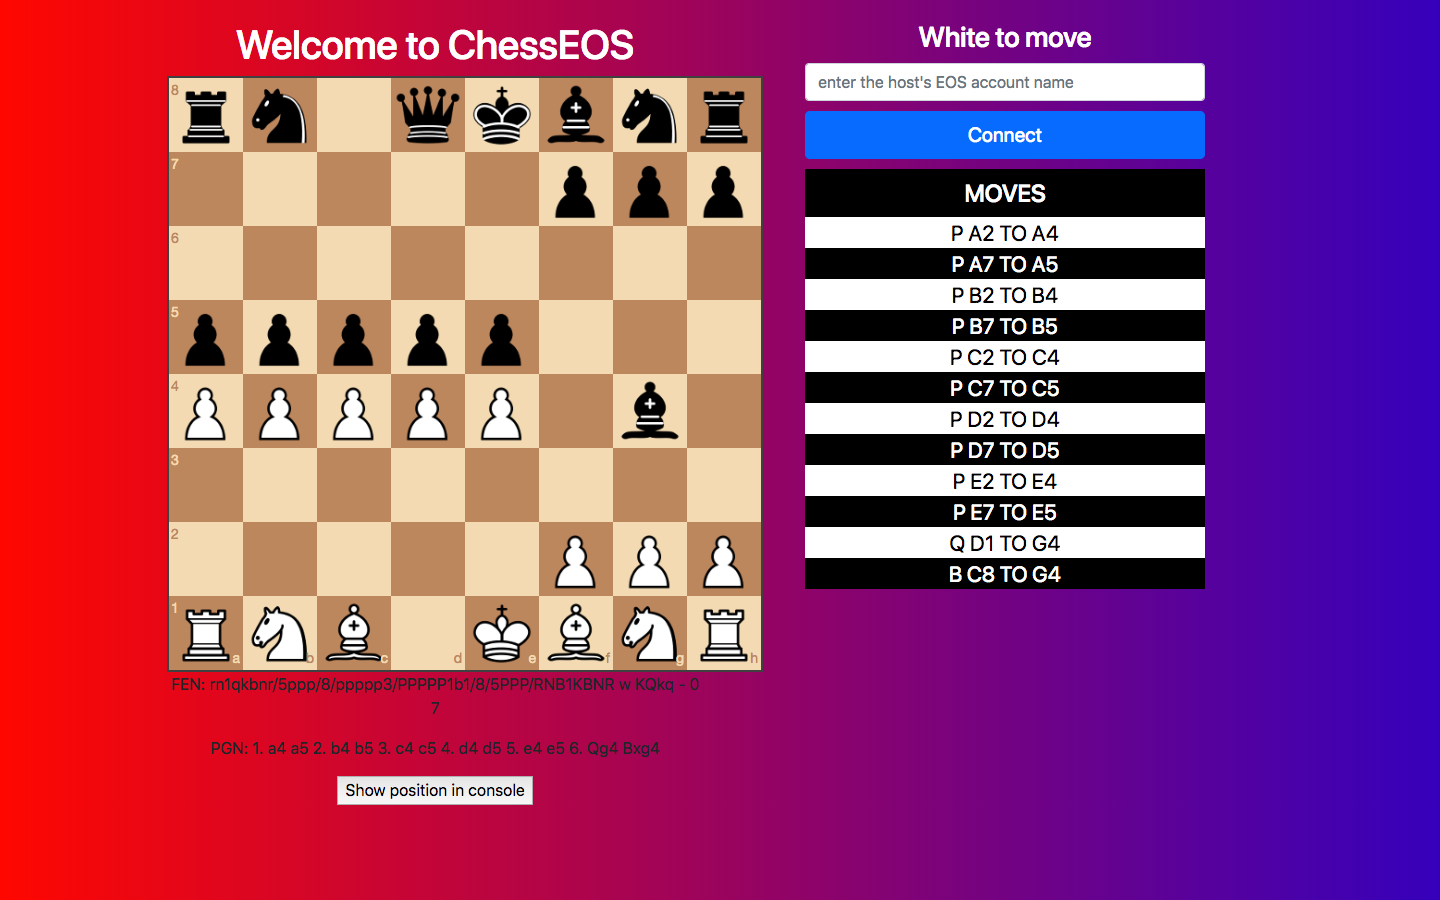 Welcome to ChessEOS
8
7
6
5
4
3
2
1
a b c d e f g h
FEN: rn1qkbnr/5ppp/8/ppppp3/PPPPP1b1/8/5PPP/RNB1KBNR w KQkq - 0
7
PGN: 1. a4 a5 2. b4 b5 3. c4 c5 4. d4 d5 5. e4 e5 6. Qg4 Bxg4
Show position in console
White to move
enter the host's EOS account name
Connect
MOVES
P A2 TO A4
P A7 TO A5
P B2 TO B4
P B7 TO B5
P C2 TO C4
P C7 TO C5
P D2 TO D4
P D7 TO D5
P E2 TO E4
P E7 TO E5
Q D1 TO G4
B C8 TO G4